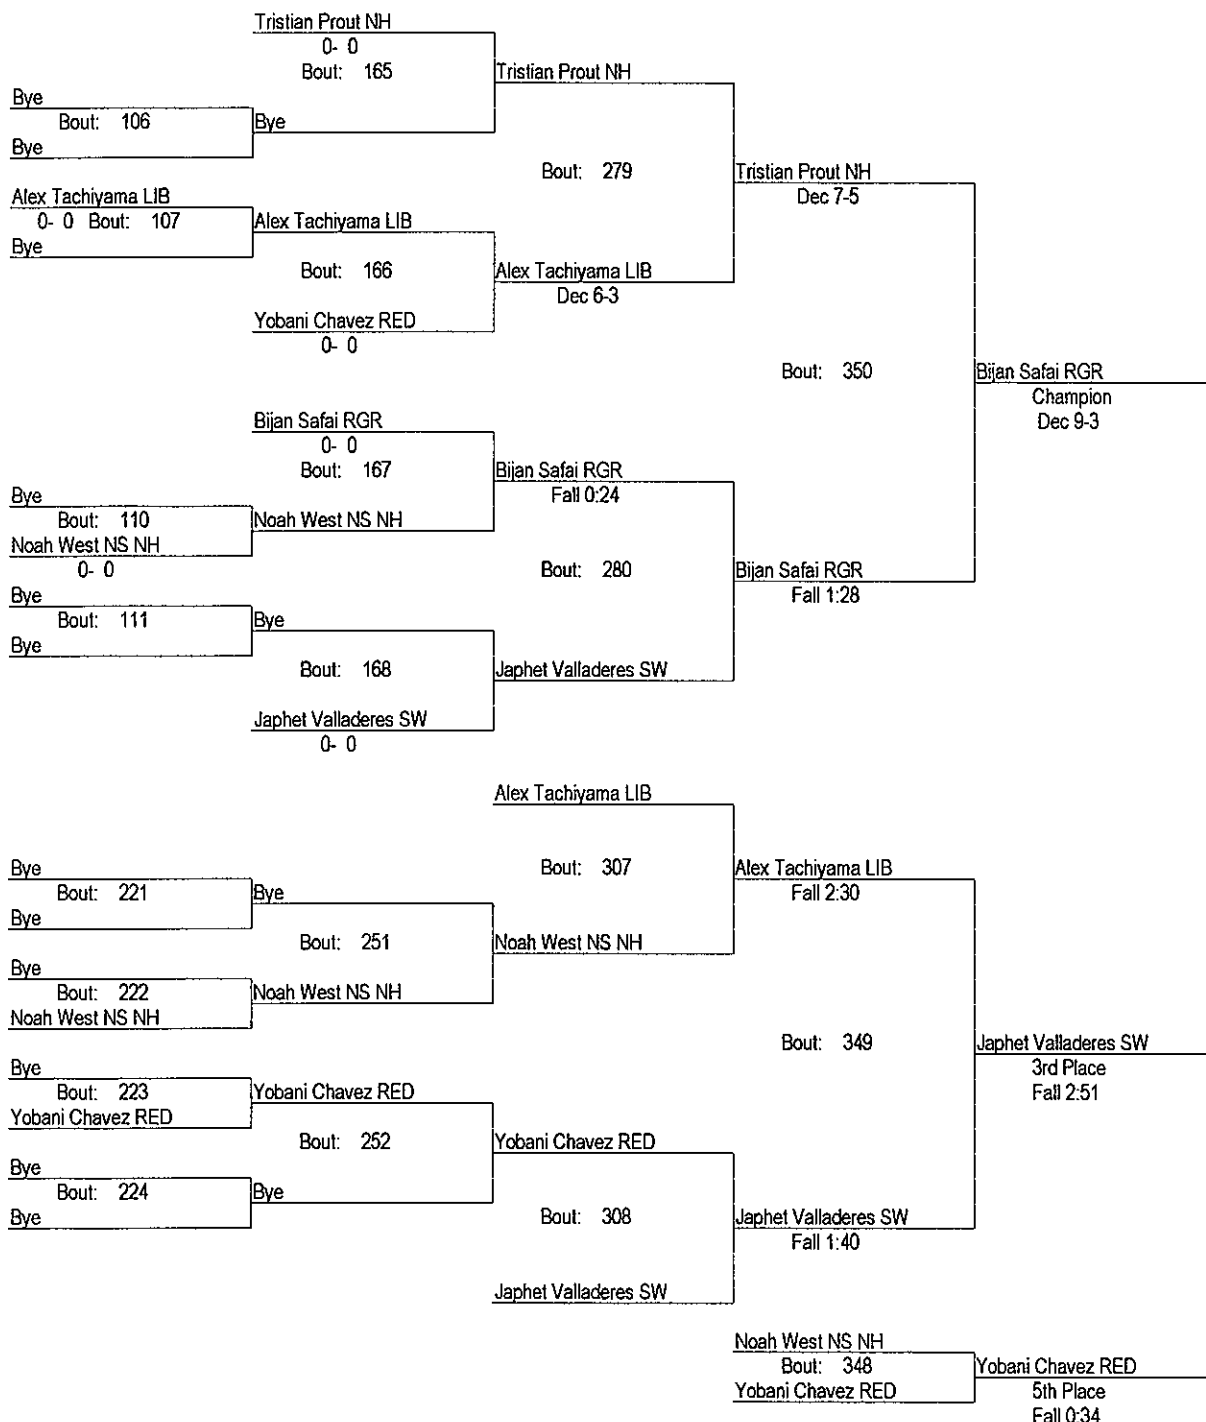 Tristian Prout NH
0- 0
Bout: 165
Tristian Prout NH
Bye
Bout: 106
Bye
Bye
Bout: 279
Tristian Prout NH
Dec 7-5
Alex Tachiyama LIB
0- 0 Bout: 107
Alex Tachiyama LIB
Bye
Bout: 166
Alex Tachiyama LIB
Dec 6-3
Yobani Chavez RED
0- 0
Bout: 350
Bijan Safai RGR
Champion
Dec 9-3
Bijan Safai RGR
0- 0
Bout: 167
Bijan Safai RGR
Fall 0:24
Bye
Bout: 110
Noah West NS NH
Noah West NS NH
0- 0
Bout: 280
Bijan Safai RGR
Fall 1:28
Bye
Bout: 111
Bye
Bye
Bout: 168
Japhet Valladeres SW
Japhet Valladeres SW
0- 0
Alex Tachiyama LIB
Bout: 307
Alex Tachiyama LIB
Fall 2:30
Bye
Bout: 221
Bye
Bye
Bout: 251
Noah West NS NH
Bye
Bout: 222
Noah West NS NH
Noah West NS NH
Bout: 349
Japhet Valladeres SW
3rd Place
Fall 2:51
Bye
Bout: 223
Yobani Chavez RED
Yobani Chavez RED
Bout: 252
Yobani Chavez RED
Bye
Bout: 224
Bye
Bye
Bout: 308
Japhet Valladeres SW
Fall 1:40
Japhet Valladeres SW
Noah West NS NH
Bout: 348
Yobani Chavez RED
Yobani Chavez RED
5th Place
Fall 0:34